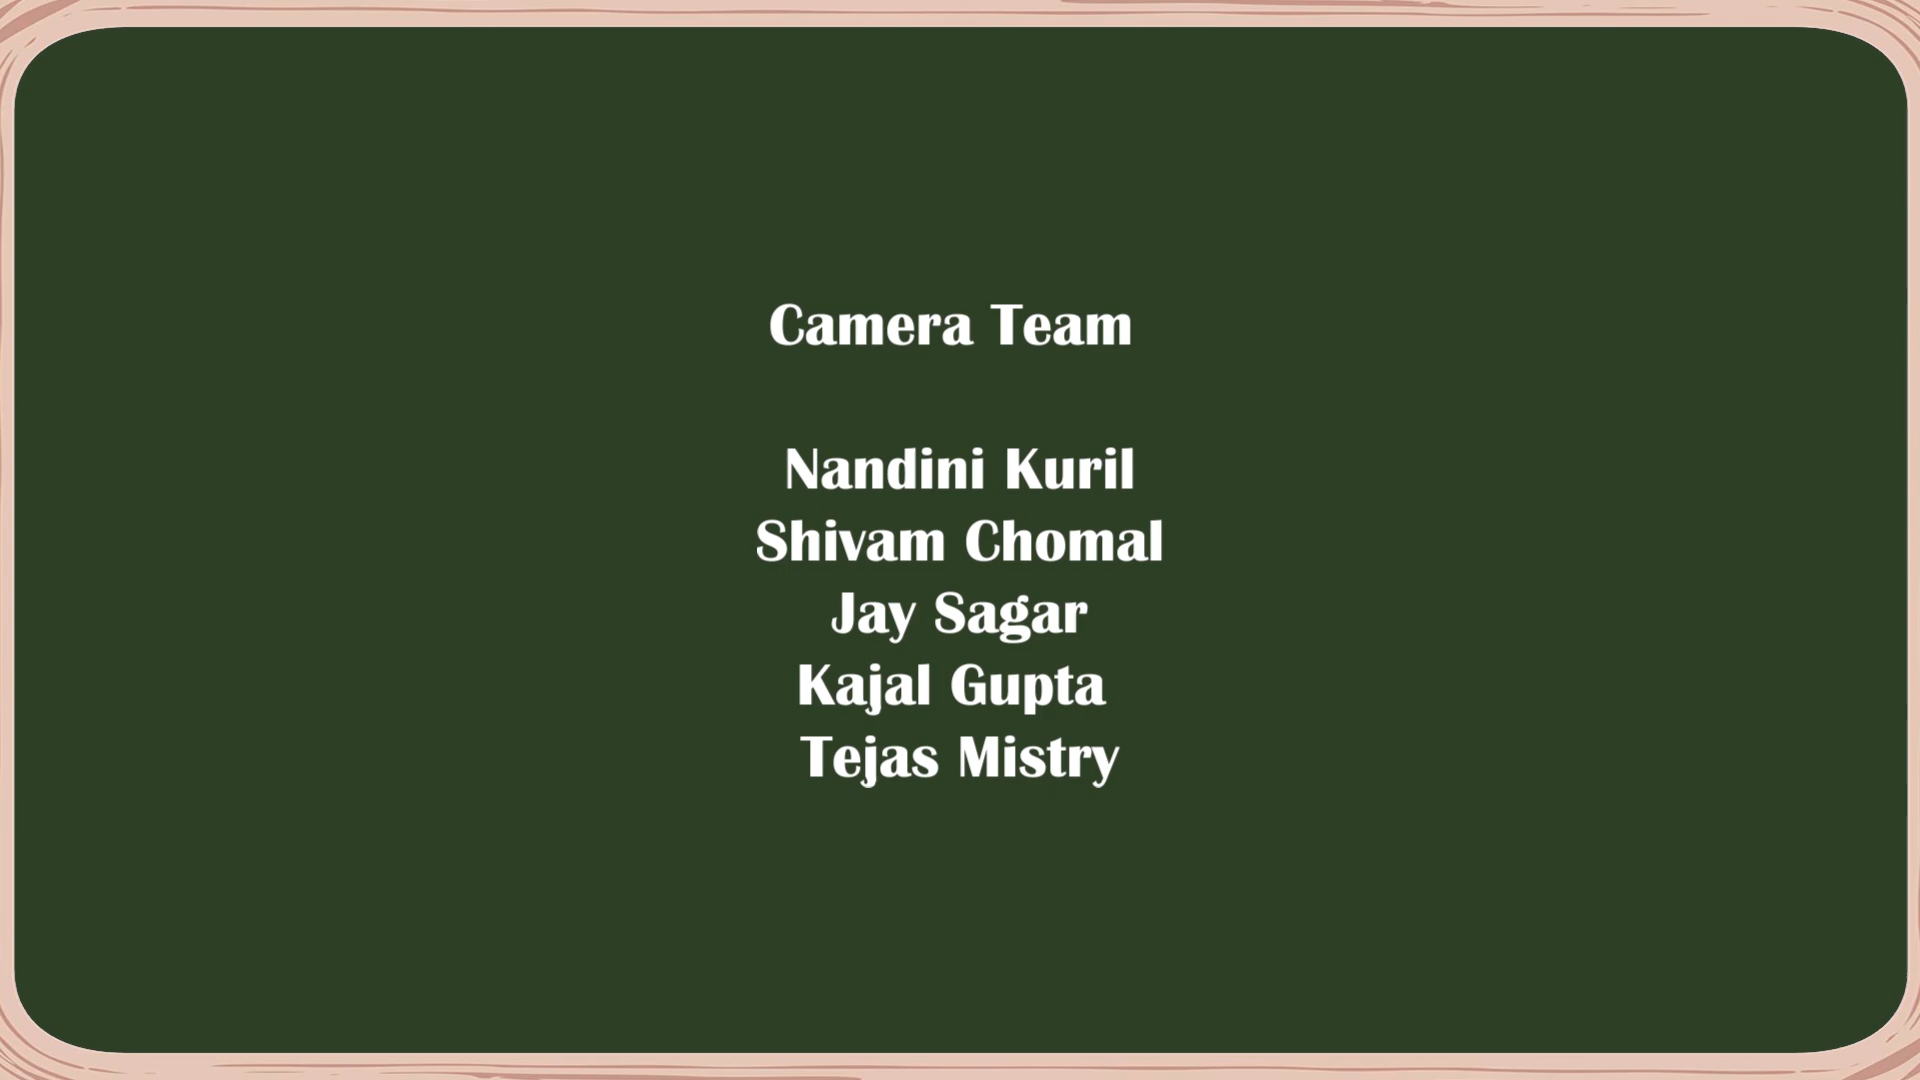 Camera Team
Nandini Kuril
Shivam Chomal
Jay Sagar
Kajal Gupta
Tejas Mistry